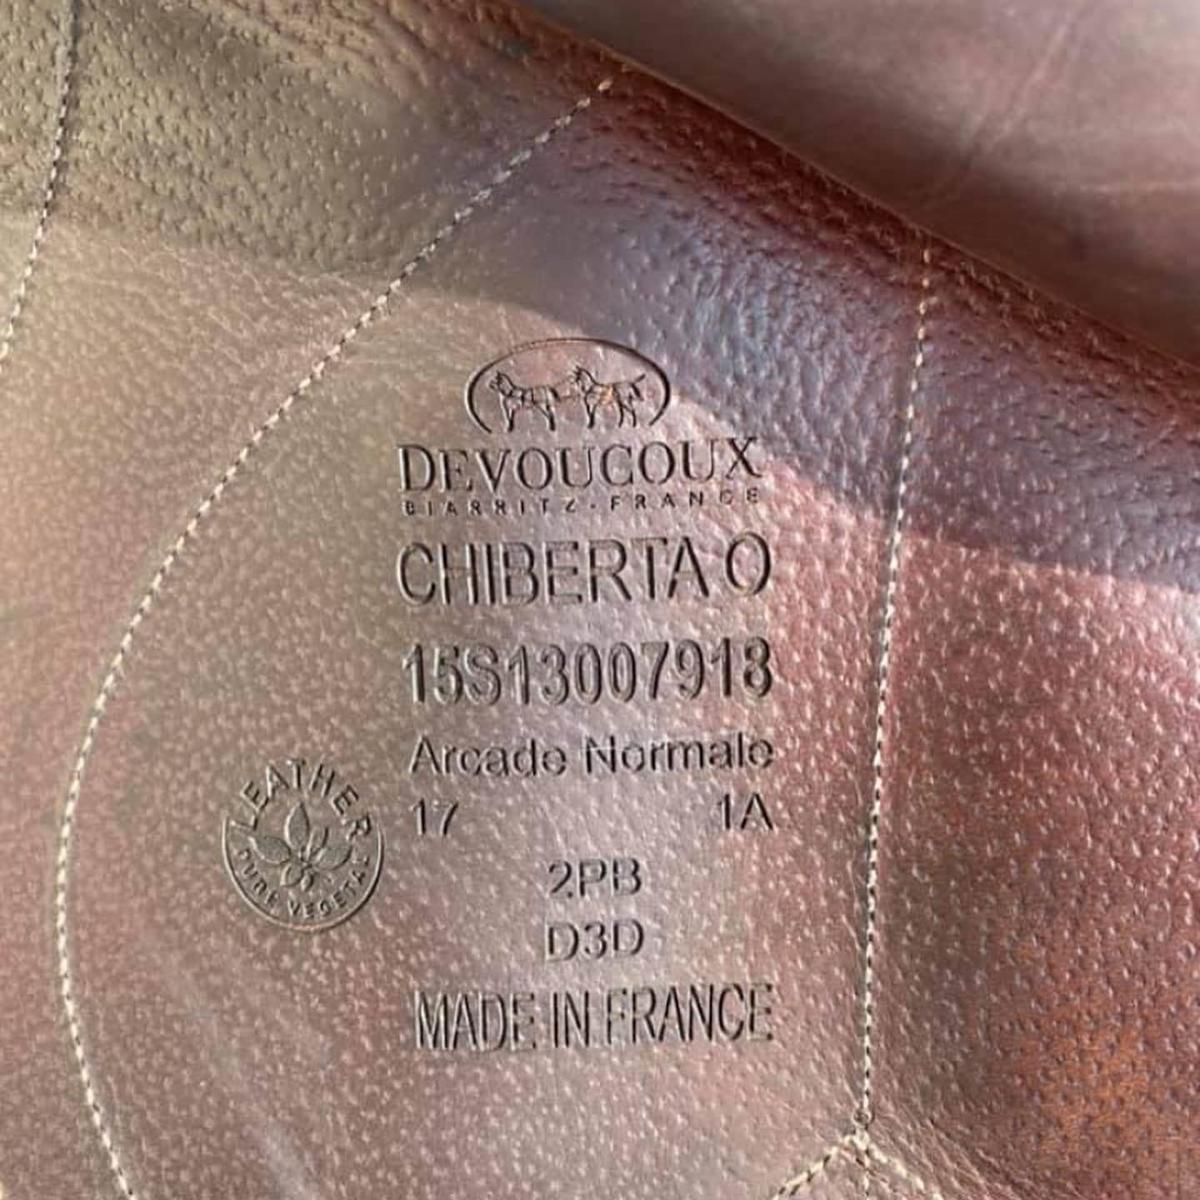 DEVOUCOUX
BIARRITZ-FRANCE
CHIBERTA O
15S13007918
Arcade Normale
17 1A
2PB
D3D
MADE IN FRANCE
LEATHER
PURE VEGETAL